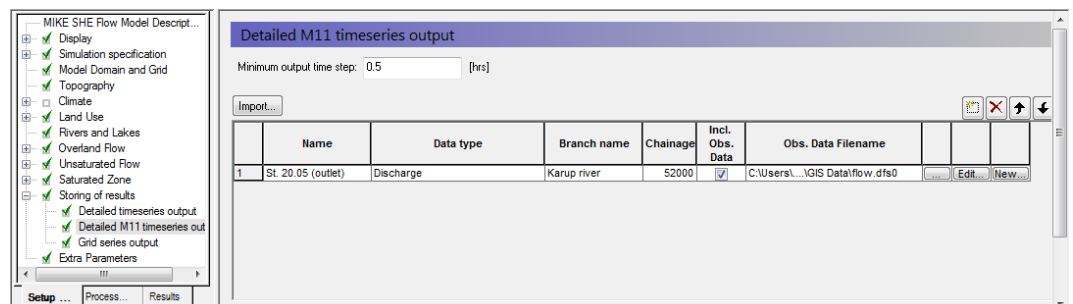 MIKE SHE Flow Model Descript...
Display
Simulation specification
Model Domain and Grid
Topography
Climate
Land Use
Rivers and Lakes
Overland Flow
Unsaturated Flow
Saturated Zone
Storing of results
Detailed timeseries output
Detailed M11 timeseries out
Grid series output
Extra Parameters
Setup ... Process... Results
Detailed M11 timeseries output
Minimum output time step: 0.5 [hrs]
Import...
Name Data type Branch name Chainage Incl. Obs. Data Obs. Data Filename
1 St. 20.05 (outlet) Discharge Karup river 52000 C:\Users\....\GIS Data\flow.dfs0 ... Edit... New...